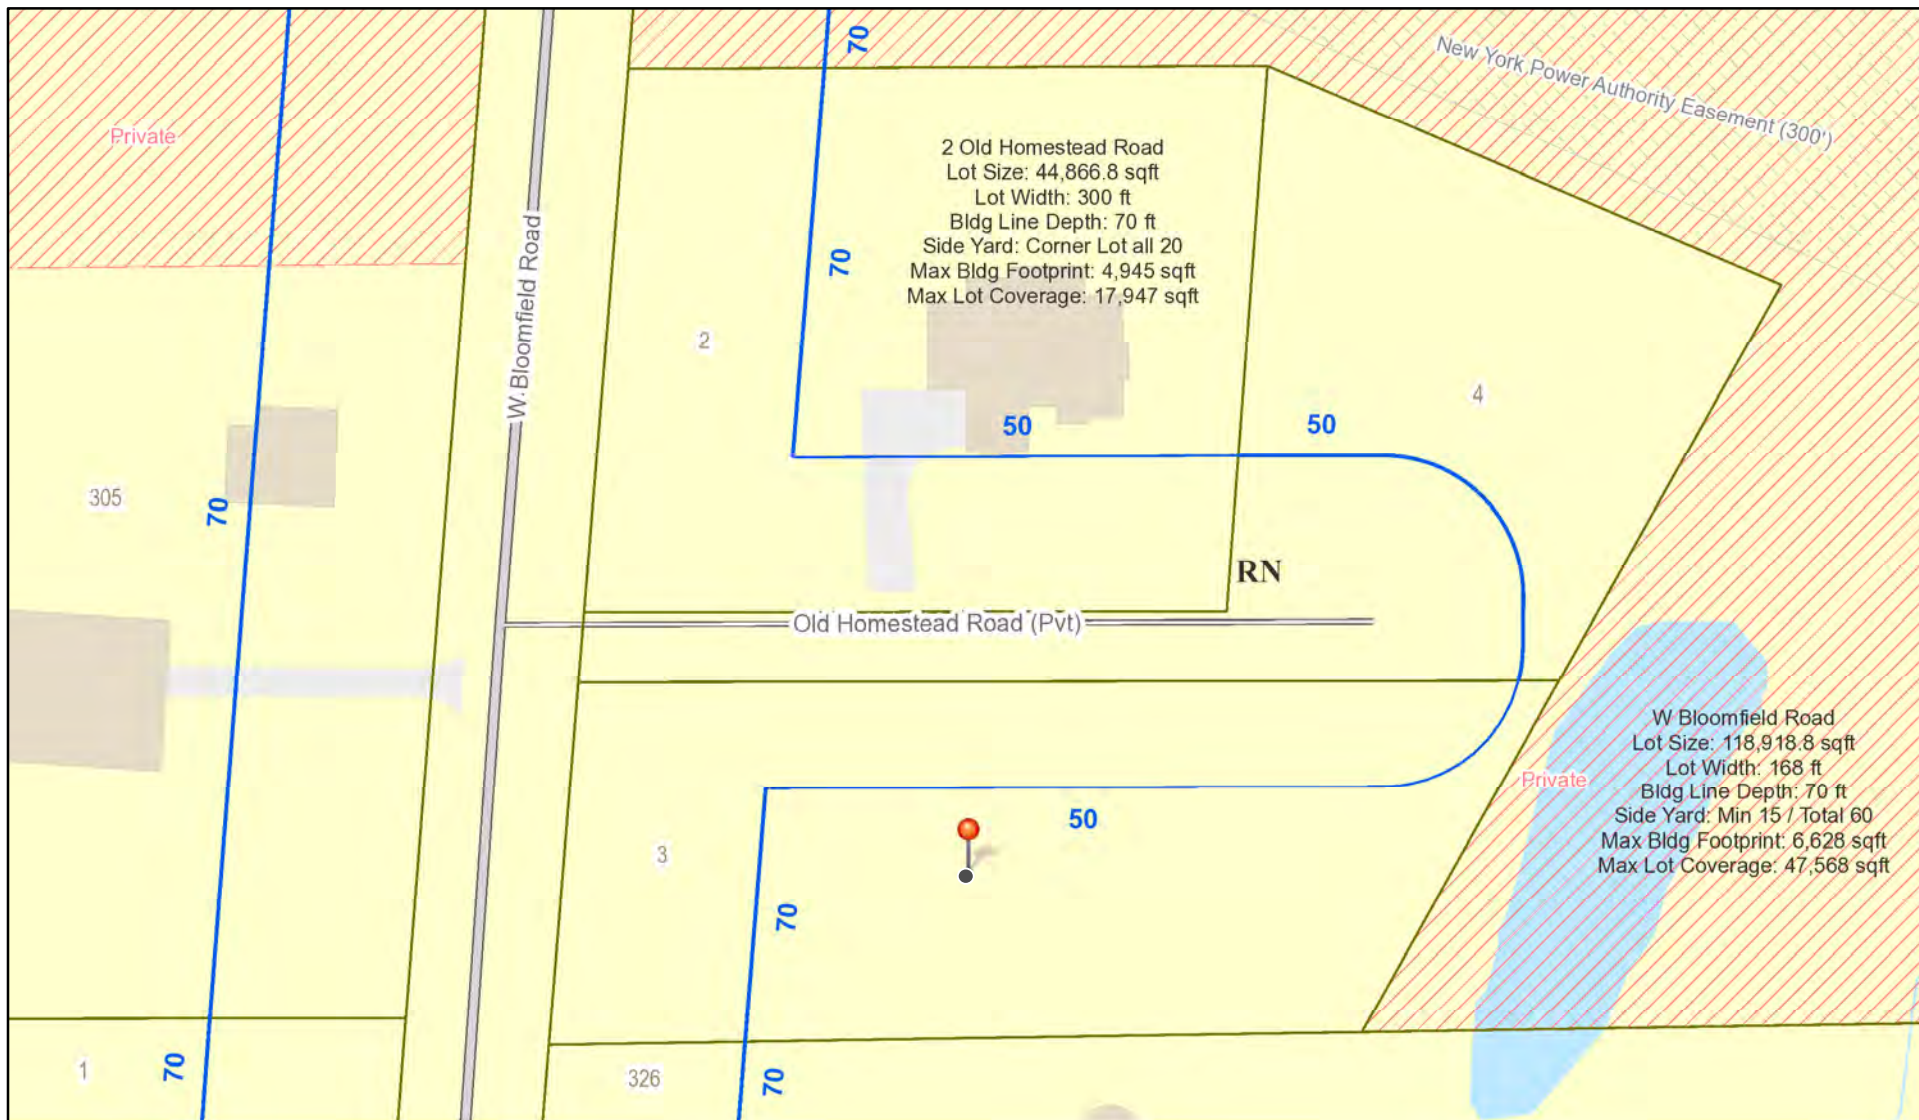 70
New York Power Authority Easement (300')
Private
2 Old Homestead Road
Lot Size: 44,866.8 sqft
Lot Width: 300 ft
Bldg Line Depth: 70 ft
Side Yard: Corner Lot all 20
Max Bldg Footprint: 4,945 sqft
Max Lot Coverage: 17,947 sqft
70
W.Bloomfield Road
2
4
50
50
305
70
RN
Old Homestead Road (Pvt)
W Bloomfield Road
Lot Size: 118,918.8 sqft
Lot Width: 168 ft
Bldg Line Depth: 70 ft
Side Yard: Min 15 / Total 60
Max Bldg Footprint: 6,628 sqft
Max Lot Coverage: 47,568 sqft
Private
50
3
70
1
70
326
70